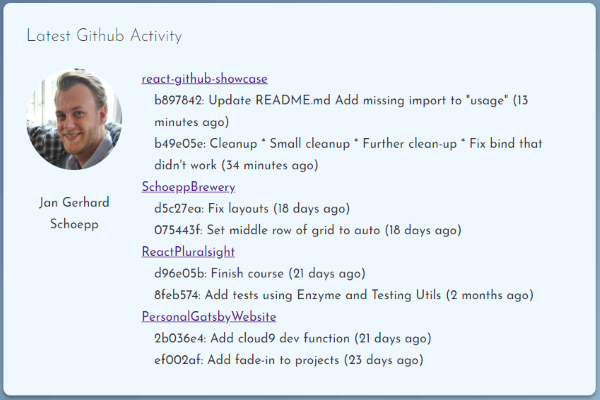 Latest Github Activity
Jan Gerhard
Schoepp
react-github-showcase
b897842: Update README.md Add missing import to "usage" (13
minutes ago)
b49e05e: Cleanup * Small cleanup * Further clean-up * Fix bind that
didn't work (34 minutes ago)
SchoeppBrewery
d5c27ea: Fix layouts (18 days ago)
075443f: Set middle row of grid to auto (18 days ago)
ReactPluralsight
d96e05b: Finish course (21 days ago)
8feb574: Add tests using Enzyme and Testing Utils (2 months ago)
PersonalGatsbyWebsite
2b036e4: Add cloud9 dev function (21 days ago)
ef002af: Add fade-in to projects (23 days ago)